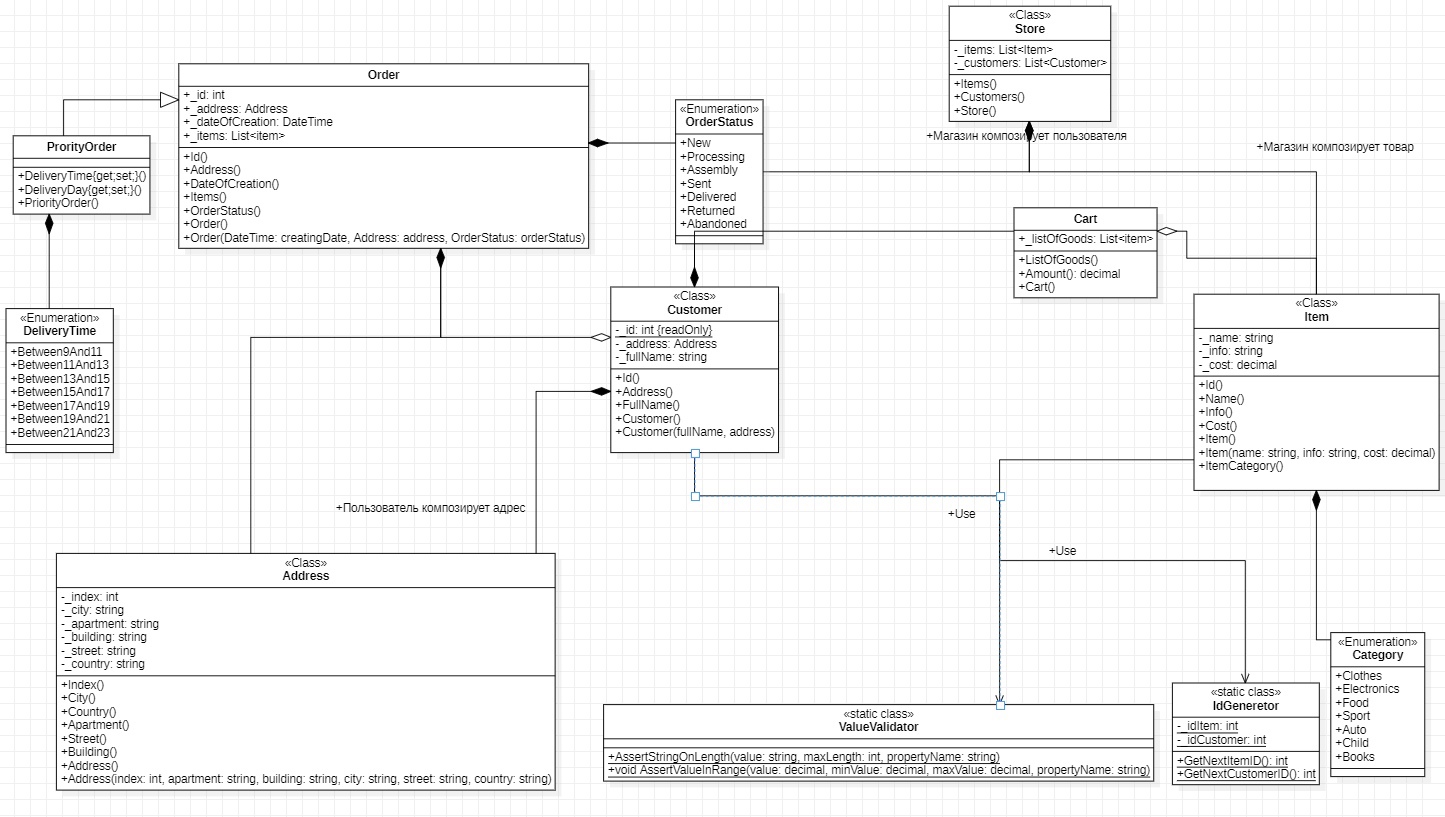 «Class»
Store
-_items: List<Item>
-_customers: List<Customer>
+Items()
+Customers()
+Store()
Order
+_id: int
+_address: Address
+_dateOfCreation: DateTime
+_items: List<item>
+Id()
+Address()
+DateOfCreation()
+Items()
+OrderStatus()
+Order()
+Order(DateTime: creatingDate, Address: address, OrderStatus: orderStatus)
«Enumeration»
OrderStatus
+New
+Processing
+Assembly
+Sent
+Delivered
+Returned
+Abandoned
+Магазин композирует пользователя
+Магазин композирует товар
ProrityOrder
+DeliveryTime{get;set;}()
+DeliveryDay{get;set;}()
+PriorityOrder()
Cart
+_listOfGoods: List<item>
+ListOfGoods()
+Amount(): decimal
+Cart()
«Enumeration»
DeliveryTime
+Between9And11
+Between11And13
+Between13And15
+Between15And17
+Between17And19
+Between19And21
+Between21And23
«Class»
Customer
-_id: int {readOnly}
-_address: Address
-_fullName: string
+Id()
+Address()
+FullName()
+Customer()
+Customer(fullName, address)
«Class»
Item
-_name: string
-_info: string
-_cost: decimal
+Id()
+Name()
+Info()
+Cost()
+Item()
+Item(name: string, info: string, cost: decimal)
+ItemCategory()
+Пользователь композирует адрес
+Use
+Use
«Class»
Address
-_index: int
-_city: string
-_apartment: string
-_building: string
-_street: string
-_country: string
+Index()
+City()
+Country()
+Apartment()
+Street()
+Building()
+Address()
+Address(index: int, apartment: string, building: string, city: string, street: string, country: string)
«static class»
ValueValidator
+AssertStringOnLength(value: string, maxLength: int, propertyName: string)
+void AssertValueInRange(value: decimal, minValue: decimal, maxValue: decimal, propertyName: string)
«static class»
IdGeneretor
-_idItem: int
-_idCustomer: int
+GetNextItemID(): int
+GetNextCustomerID(): int
«Enumeration»
Category
+Clothes
+Electronics
+Food
+Sport
+Auto
+Child
+Books